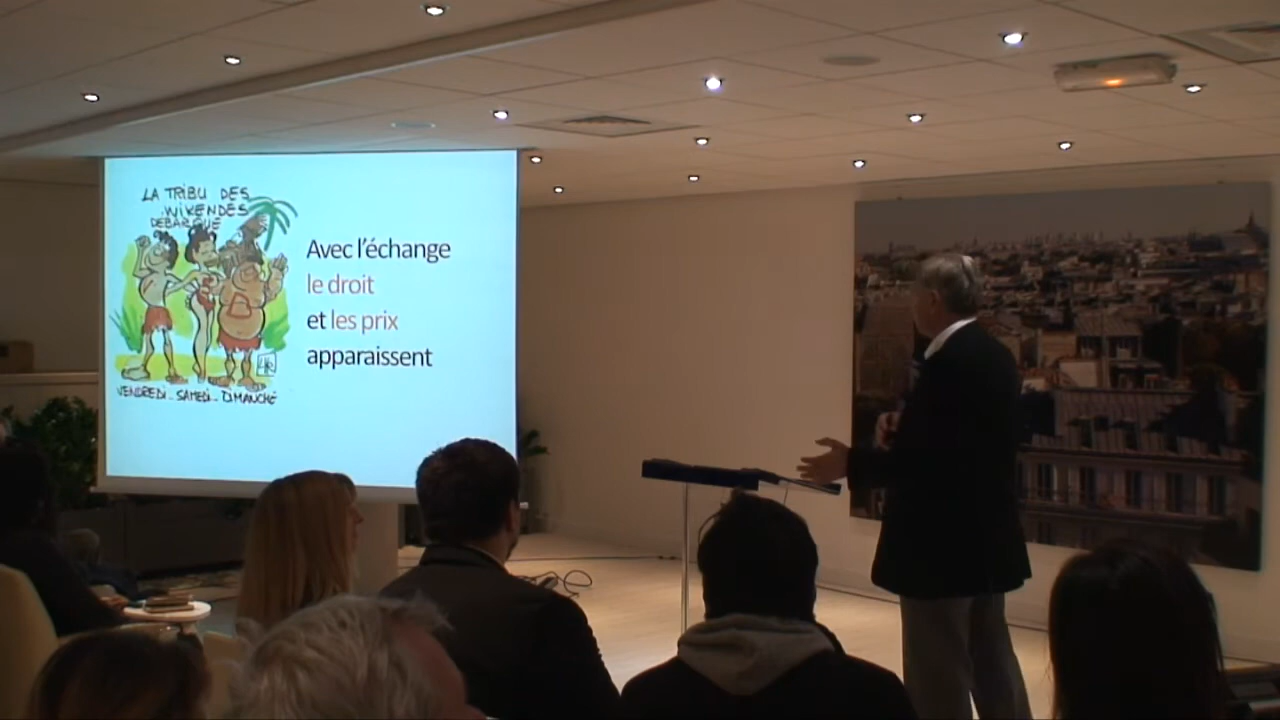 LA TRIBU DES
WIKENDES
DEBARQUE
Avec l'échange
le droit
et les prix
apparaissent
VENDREDI.. SAMEDI.. DIMANCHE